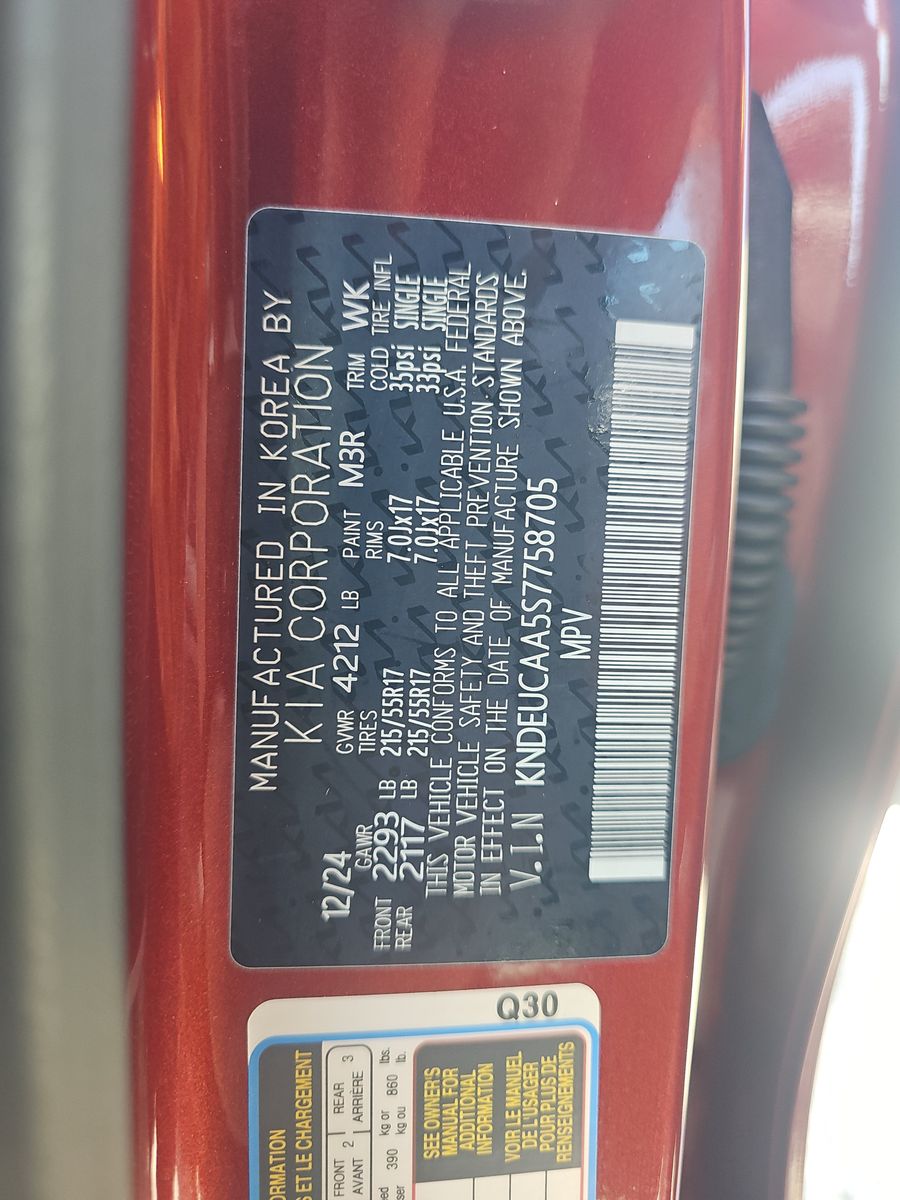 MANUFACTURED IN KOREA BY
KIA CORPORATION
12/24 GVWR 4212 LB PAINT M3R TRIM WK
GAWR TIRES RIMS COLD TIRE INFL
FRONT 2293 LB 215/55R17 7.0Jx17 35psi SINGLE
REAR 2117 LB 215/55R17 7.0Jx17 33psi SINGLE
THIS VEHICLE CONFORMS TO ALL APPLICABLE U.S.A. FEDERAL
MOTOR VEHICLE SAFETY AND THEFT PREVENTION STANDARDS
IN EFFECT ON THE DATE OF MANUFACTURE SHOWN ABOVE.
V.I.N KNDEUCAA5S7758705
MPV
Q30
ORMATION
S ET LE CHARGEMENT
FRONT 2 REAR 3
AVANT ARRIÈRE
390 kg or 860 lbs.
kg ou lb.
SEE OWNER'S
MANUAL FOR
ADDITIONAL
INFORMATION
VOIR LE MANUEL
DE L'USAGER
POUR PLUS DE
RENSEIGNEMENTS